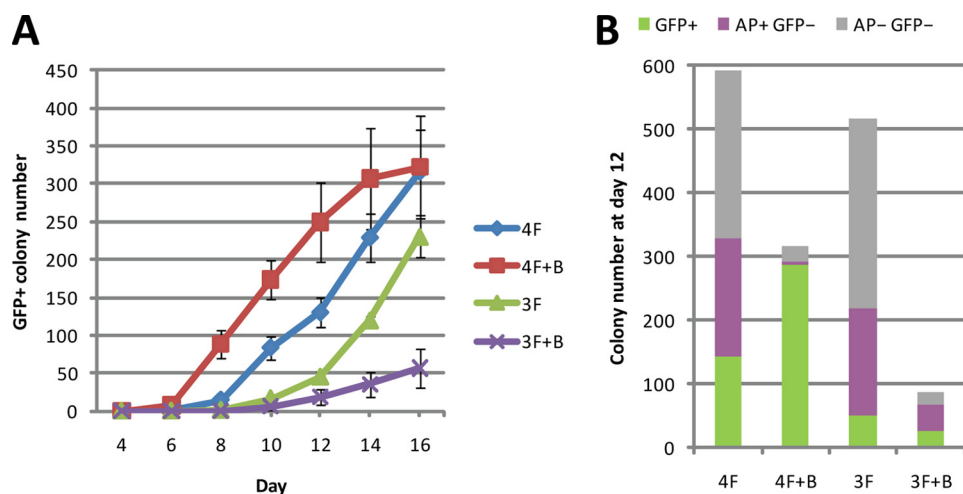 A
GFP+ colony number
450
400
350
300
250
200
150
100
50
0
4 6 8 10 12 14 16
Day
4F
4F+B
3F
3F+B
B
GFP+ AP+ GFP− AP− GFP−
Colony number at day 12
600
500
400
300
200
100
0
4F 4F+B 3F 3F+B